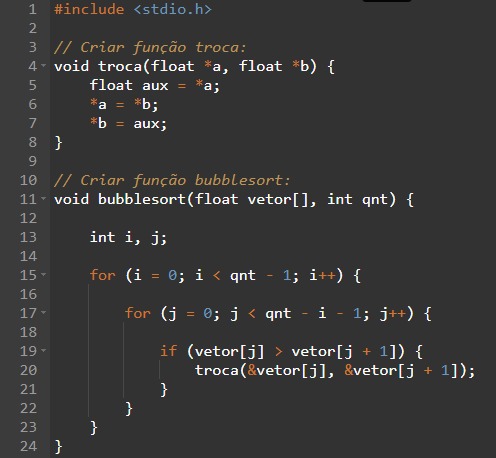 1 #include <stdio.h>
2
3 // Criar função troca:
4 void troca(float *a, float *b) {
5     float aux = *a;
6     *a = *b;
7     *b = aux;
8 }
9
10 // Criar função bubblesort:
11 void bubblesort(float vetor[], int qnt) {
12
13     int i, j;
14
15     for (i = 0; i < qnt - 1; i++) {
16
17         for (j = 0; j < qnt - i - 1; j++) {
18
19             if (vetor[j] > vetor[j + 1]) {
20                 troca(&vetor[j], &vetor[j + 1]);
21             }
22         }
23     }
24 }